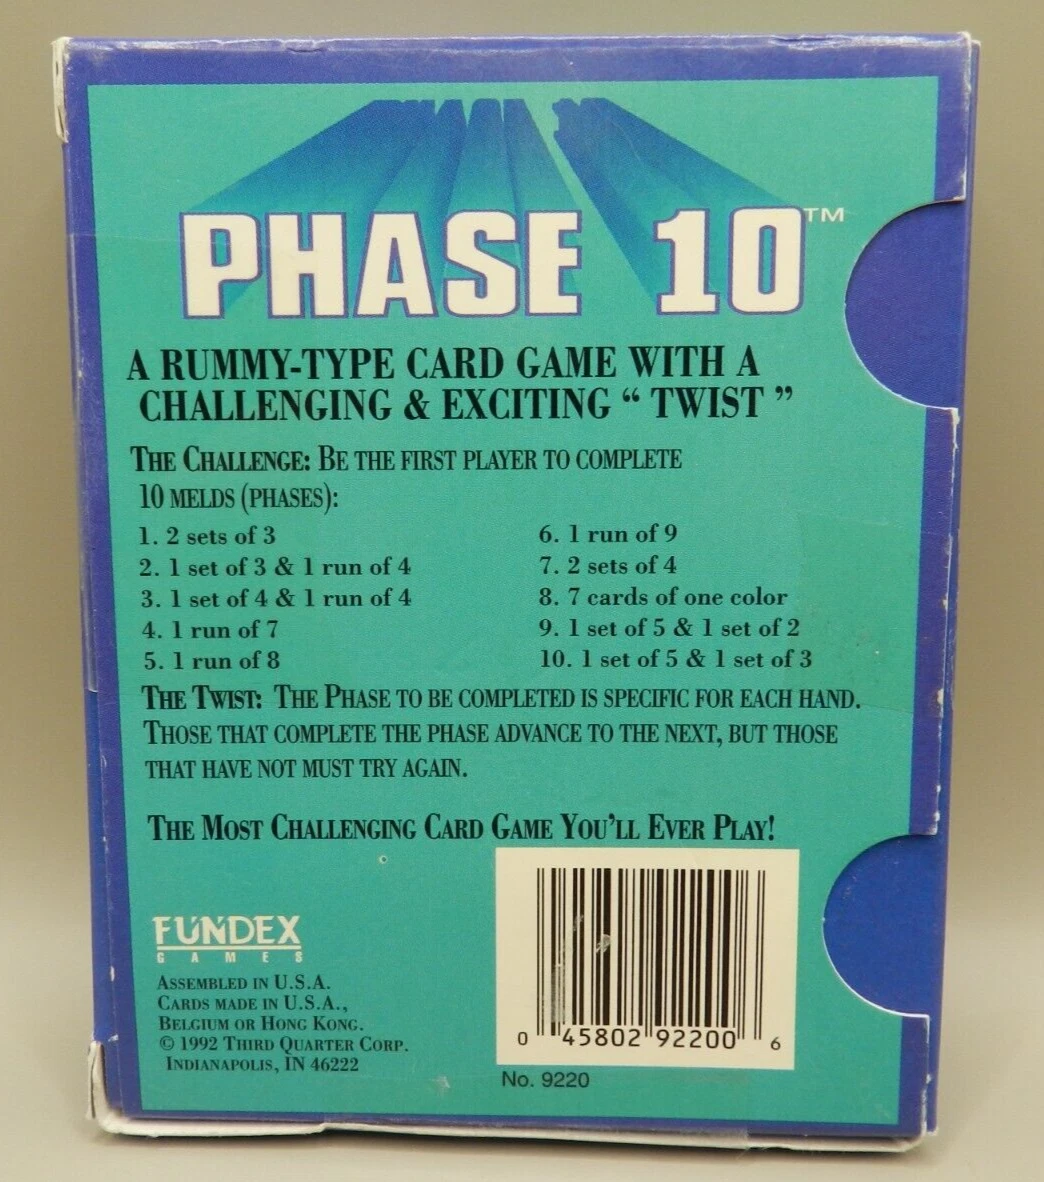 PHASE 10™
A RUMMY-TYPE CARD GAME WITH A
CHALLENGING & EXCITING “ TWIST ”
THE CHALLENGE: BE THE FIRST PLAYER TO COMPLETE
10 MELDS (PHASES):
1. 2 sets of 3
2. 1 set of 3 & 1 run of 4
3. 1 set of 4 & 1 run of 4
4. 1 run of 7
5. 1 run of 8
6. 1 run of 9
7. 2 sets of 4
8. 7 cards of one color
9. 1 set of 5 & 1 set of 2
10. 1 set of 5 & 1 set of 3
THE TWIST: THE PHASE TO BE COMPLETED IS SPECIFIC FOR EACH HAND.
THOSE THAT COMPLETE THE PHASE ADVANCE TO THE NEXT, BUT THOSE
THAT HAVE NOT MUST TRY AGAIN.
THE MOST CHALLENGING CARD GAME YOU'LL EVER PLAY!
FUNDEX
GAMES
ASSEMBLED IN U.S.A.
CARDS MADE IN U.S.A.,
BELGIUM OR HONG KONG.
© 1992 THIRD QUARTER CORP.
INDIANAPOLIS, IN 46222
0 45802 92200 6
No. 9220